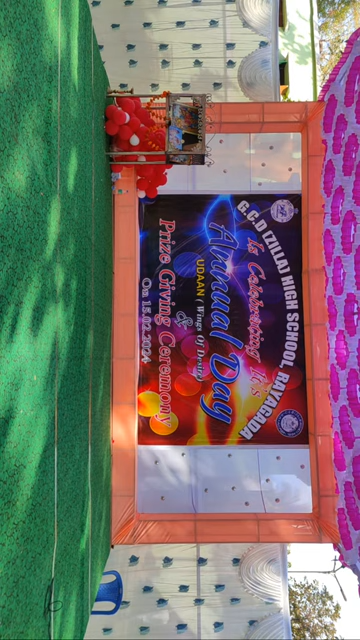 G.C.D (ZILLA) HIGH SCHOOL, RAYAGADA
Is Celebrating It's
Annual Day
UDAAN (Wings Of Desire)
&
Prize Giving Ceremony
On 15.02.2024